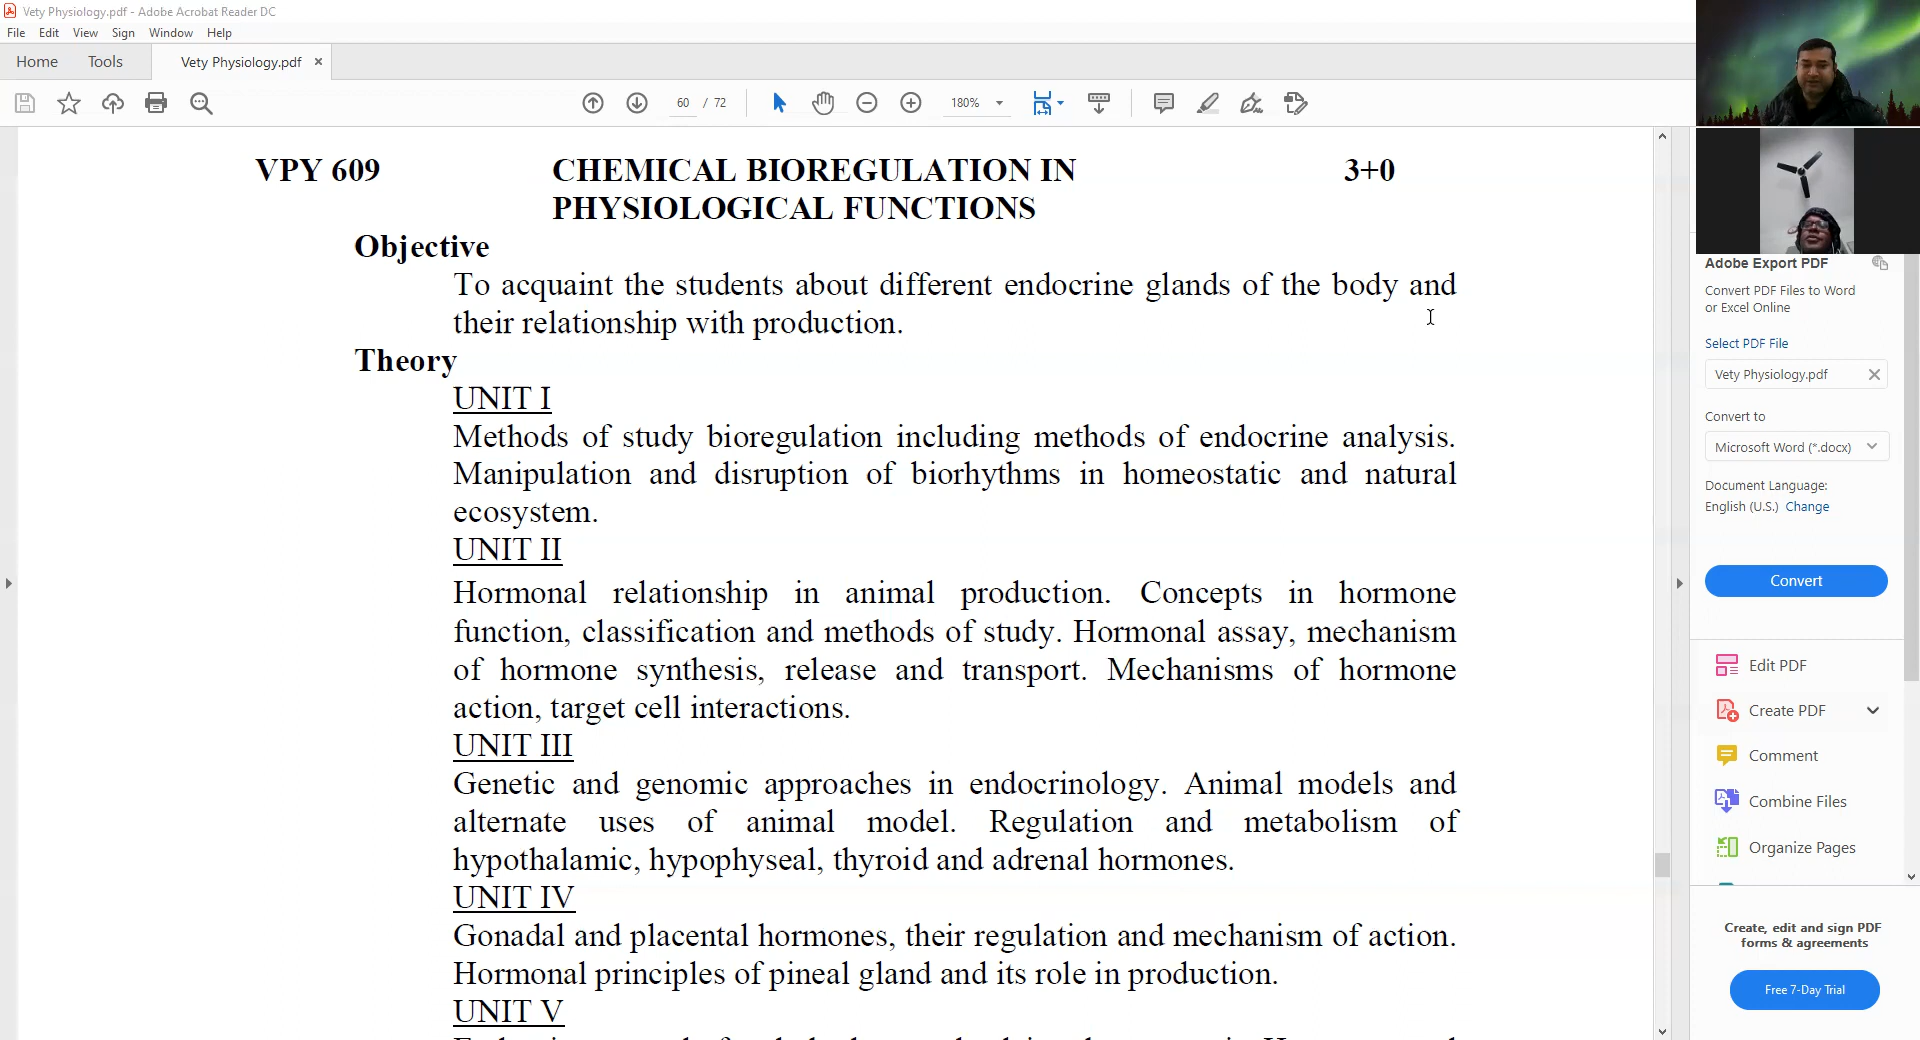 Vety Physiology.pdf - Adobe Acrobat Reader DC
File Edit View Sign Window Help
Home Tools Vety Physiology.pdf ×
60 / 72 180%
VPY 609 CHEMICAL BIOREGULATION IN 3+0
PHYSIOLOGICAL FUNCTIONS
Objective
To acquaint the students about different endocrine glands of the body and
their relationship with production.
Theory
UNIT I
Methods of study bioregulation including methods of endocrine analysis.
Manipulation and disruption of biorhythms in homeostatic and natural
ecosystem.
UNIT II
Hormonal relationship in animal production. Concepts in hormone
function, classification and methods of study. Hormonal assay, mechanism
of hormone synthesis, release and transport. Mechanisms of hormone
action, target cell interactions.
UNIT III
Genetic and genomic approaches in endocrinology. Animal models and
alternate uses of animal model. Regulation and metabolism of
hypothalamic, hypophyseal, thyroid and adrenal hormones.
UNIT IV
Gonadal and placental hormones, their regulation and mechanism of action.
Hormonal principles of pineal gland and its role in production.
UNIT V
Adobe Export PDF
Convert PDF Files to Word
or Excel Online
Select PDF File
Vety Physiology.pdf
Convert to
Microsoft Word (*.docx)
Document Language:
English (U.S.) Change
Convert
Edit PDF
Create PDF
Comment
Combine Files
Organize Pages
Create, edit and sign PDF
forms & agreements
Free 7-Day Trial